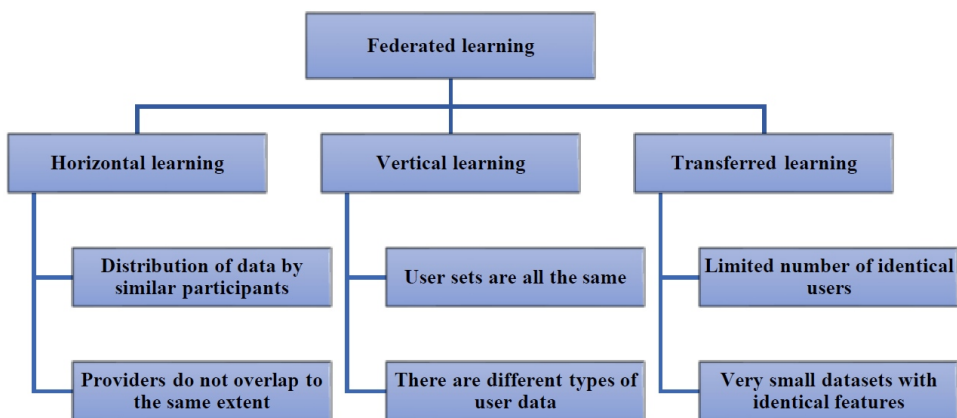 Federated learning
Horizontal learning
Vertical learning
Transferred learning
Distribution of data by
similar participants
User sets are all the same
Limited number of identical
users
Providers do not overlap to
the same extent
There are different types of
user data
Very small datasets with
identical features